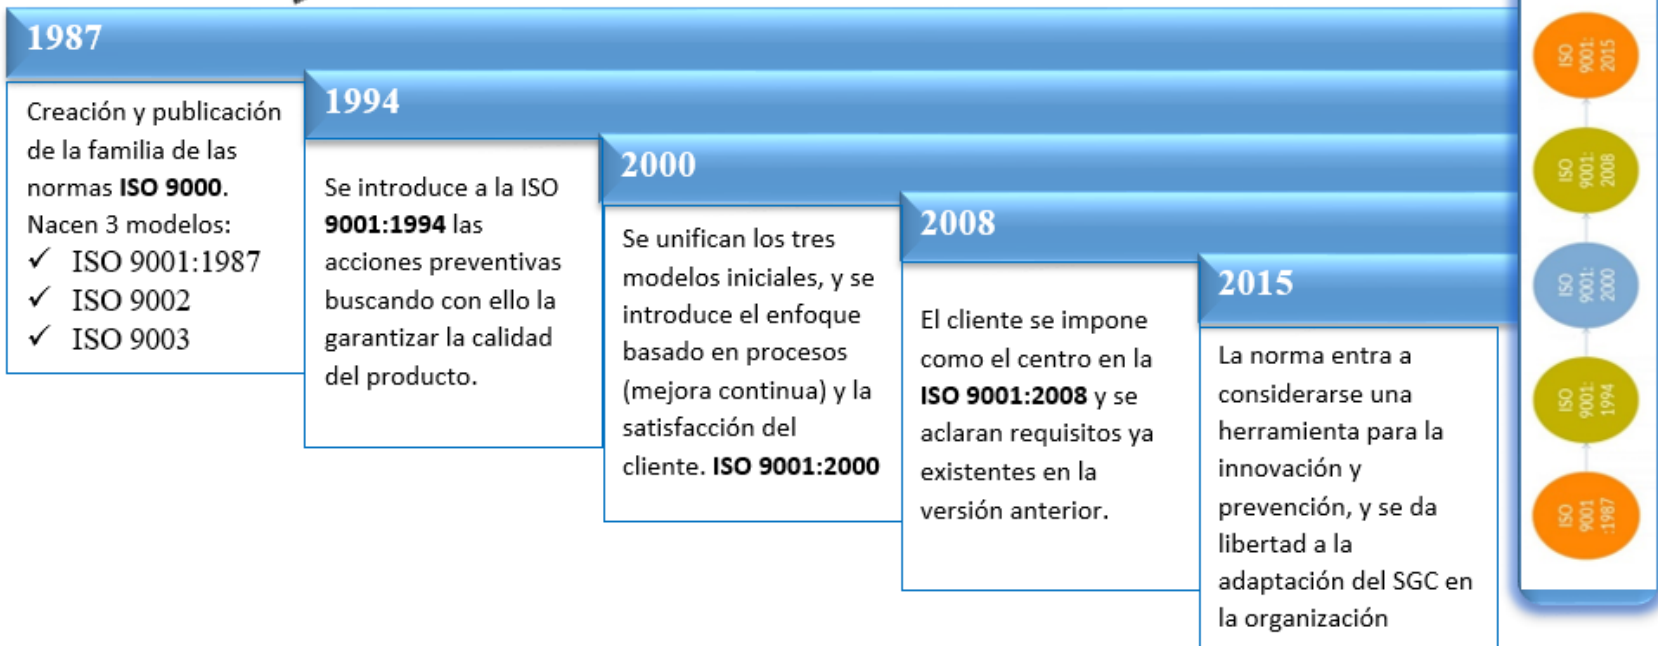 1987
Creación y publicación
de la familia de las
normas ISO 9000.
Nacen 3 modelos:
✓ ISO 9001:1987
✓ ISO 9002
✓ ISO 9003
1994
Se introduce a la ISO
9001:1994 las
acciones preventivas
buscando con ello la
garantizar la calidad
del producto.
2000
Se unifican los tres
modelos iniciales, y se
introduce el enfoque
basado en procesos
(mejora continua) y la
satisfacción del
cliente. ISO 9001:2000
2008
El cliente se impone
como el centro en la
ISO 9001:2008 y se
aclaran requisitos ya
existentes en la
versión anterior.
2015
La norma entra a
considerarse una
herramienta para la
innovación y
prevención, y se da
libertad a la
adaptación del SGC en
la organización
ISO
9001:
2015
ISO
9001:
2008
ISO
9001:
2000
ISO
9001:
1994
ISO
9001
:1987